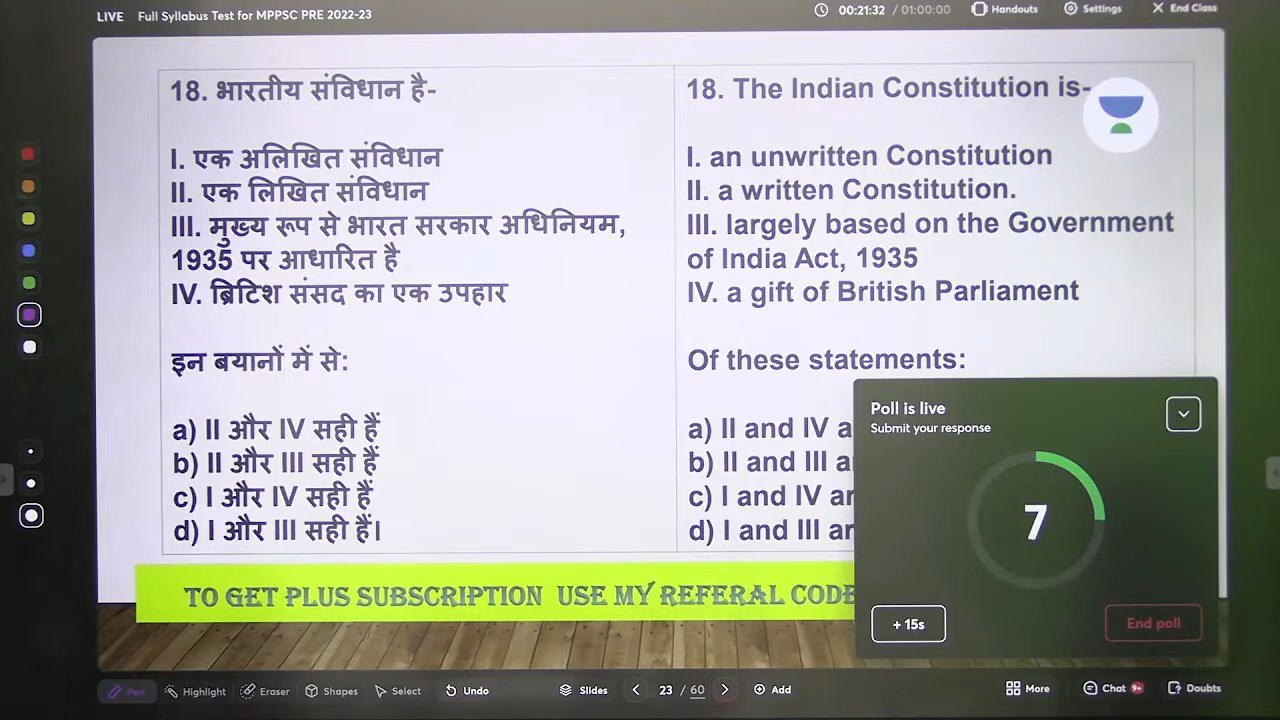 LIVE Full Syllabus Test for MPPSC PRE 2022-23
00:21:32 / 01:00:00 Handouts Settings End Class
18. भारतीय संविधान है-
I. एक अलिखित संविधान
II. एक लिखित संविधान
III. मुख्य रूप से भारत सरकार अधिनियम,
1935 पर आधारित है
IV. ब्रिटिश संसद का एक उपहार
इन बयानों में से:
a) II और IV सही हैं
b) II और III सही हैं
c) I और IV सही हैं
d) I और III सही हैं।
18. The Indian Constitution is-
I. an unwritten Constitution
II. a written Constitution.
III. largely based on the Government
of India Act, 1935
IV. a gift of British Parliament
Of these statements:
a) II and IV a
b) II and III a
c) I and IV ar
d) I and III ar
Poll is live
Submit your response
7
+ 15s End poll
TO GET PLUS SUBSCRIPTION USE MY REFERAL CODE
Pen Highlight Eraser Shapes Select Undo Slides 23 / 60 Add More Chat 9+ Doubts